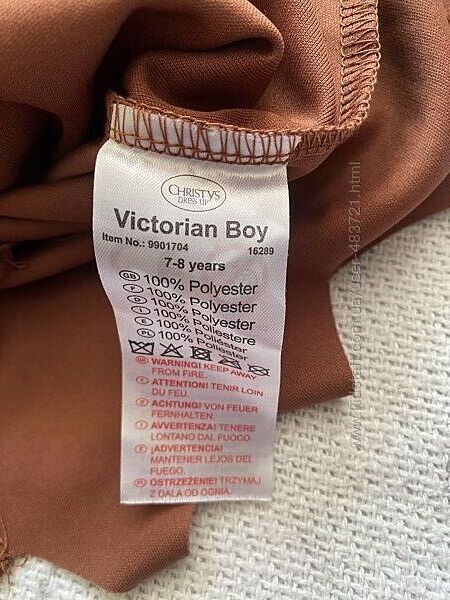 CHRISTYS
DRESS UP
Victorian Boy
Item No.: 9901704 16289
7-8 years
GB 100% Polyester
F 100% Polyester
D 100% Polyester
I 100% Poliestere
E 100% Poliéster
PL 100% Poliester
GB WARNING! KEEP AWAY
FROM FIRE.
F ATTENTION! TENIR LOIN
DU FEU.
D ACHTUNG! VON FEUER
FERNHALTEN.
I AVVERTENZA! TENERE
LONTANO DAL FUOCO.
E ¡ADVERTENCIA!
MANTENER LEJOS DEL
FUEGO.
PL OSTRZEŻENIE! TRZYMAJ
Z DALA OD OGNIA.